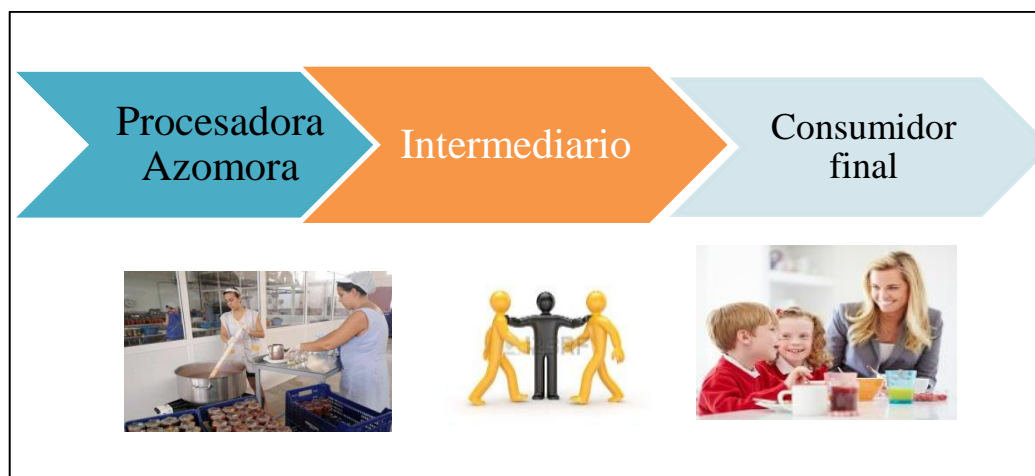 Procesadora
Azomora
Intermediario
Consumidor
final